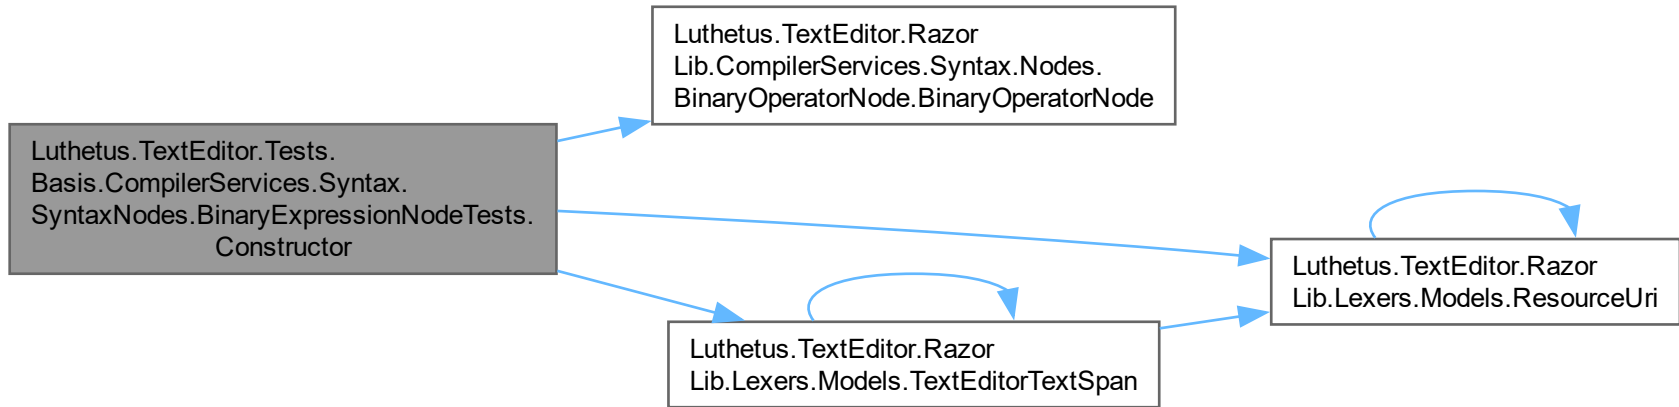 Luthetus.TextEditor.Razor
Lib.CompilerServices.Syntax.Nodes.
BinaryOperatorNode.BinaryOperatorNode
Luthetus.TextEditor.Tests.
Basis.CompilerServices.Syntax.
SyntaxNodes.BinaryExpressionNodeTests.
Constructor
Luthetus.TextEditor.Razor
Lib.Lexers.Models.ResourceUri
Luthetus.TextEditor.Razor
Lib.Lexers.Models.TextEditorTextSpan